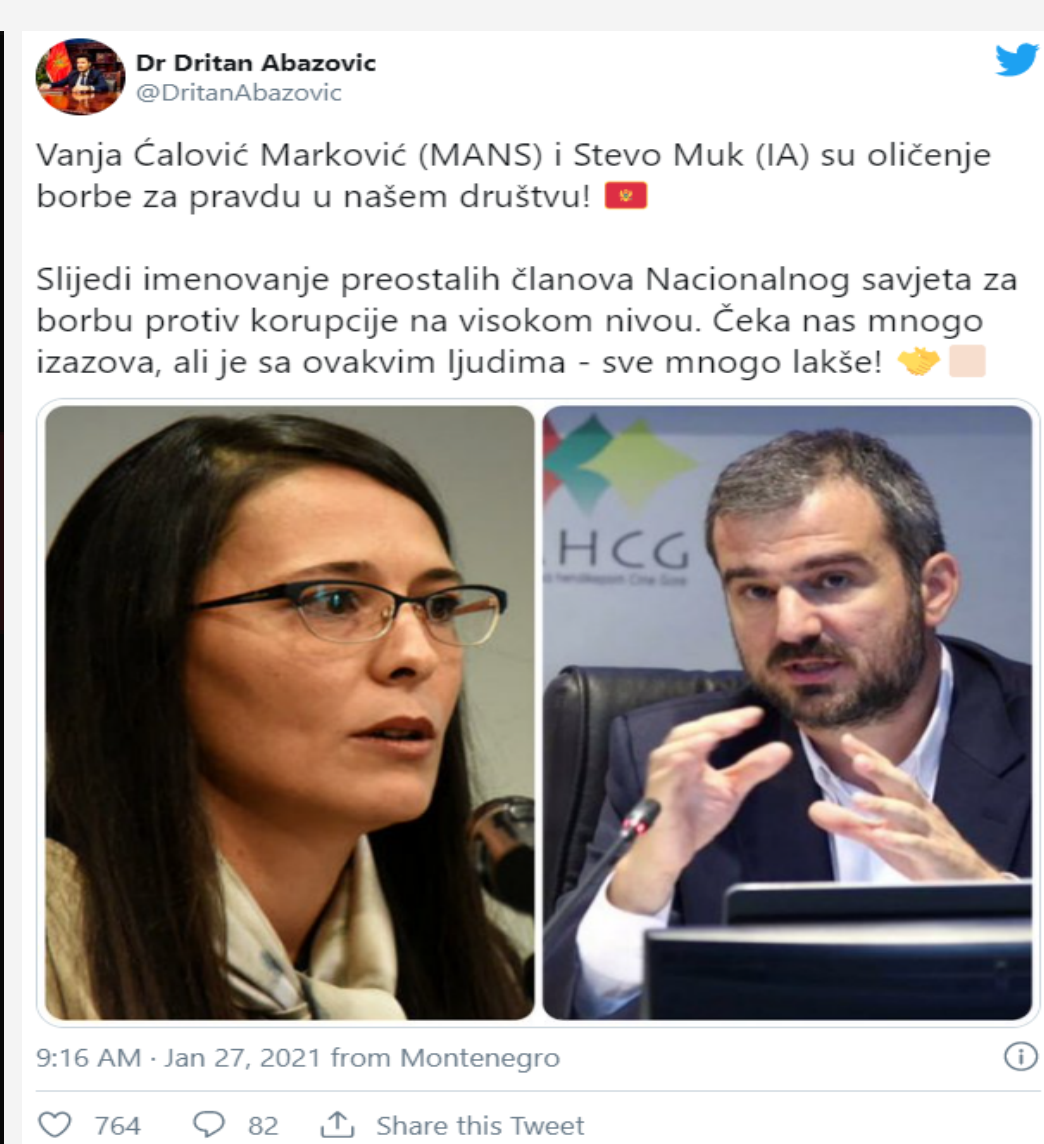 Dr Dritan Abazovic
@DritanAbazovic
Vanja Ćalović Marković (MANS) i Stevo Muk (IA) su oličenje
borbe za pravdu u našem društvu! 🇲🇪
Slijedi imenovanje preostalih članova Nacionalnog savjeta za
borbu protiv korupcije na visokom nivou. Čeka nas mnogo
izazova, ali je sa ovakvim ljudima - sve mnogo lakše! 🤝🏻
HCG
hendikepom Crne Gore
9:16 AM · Jan 27, 2021 from Montenegro
764 82 Share this Tweet